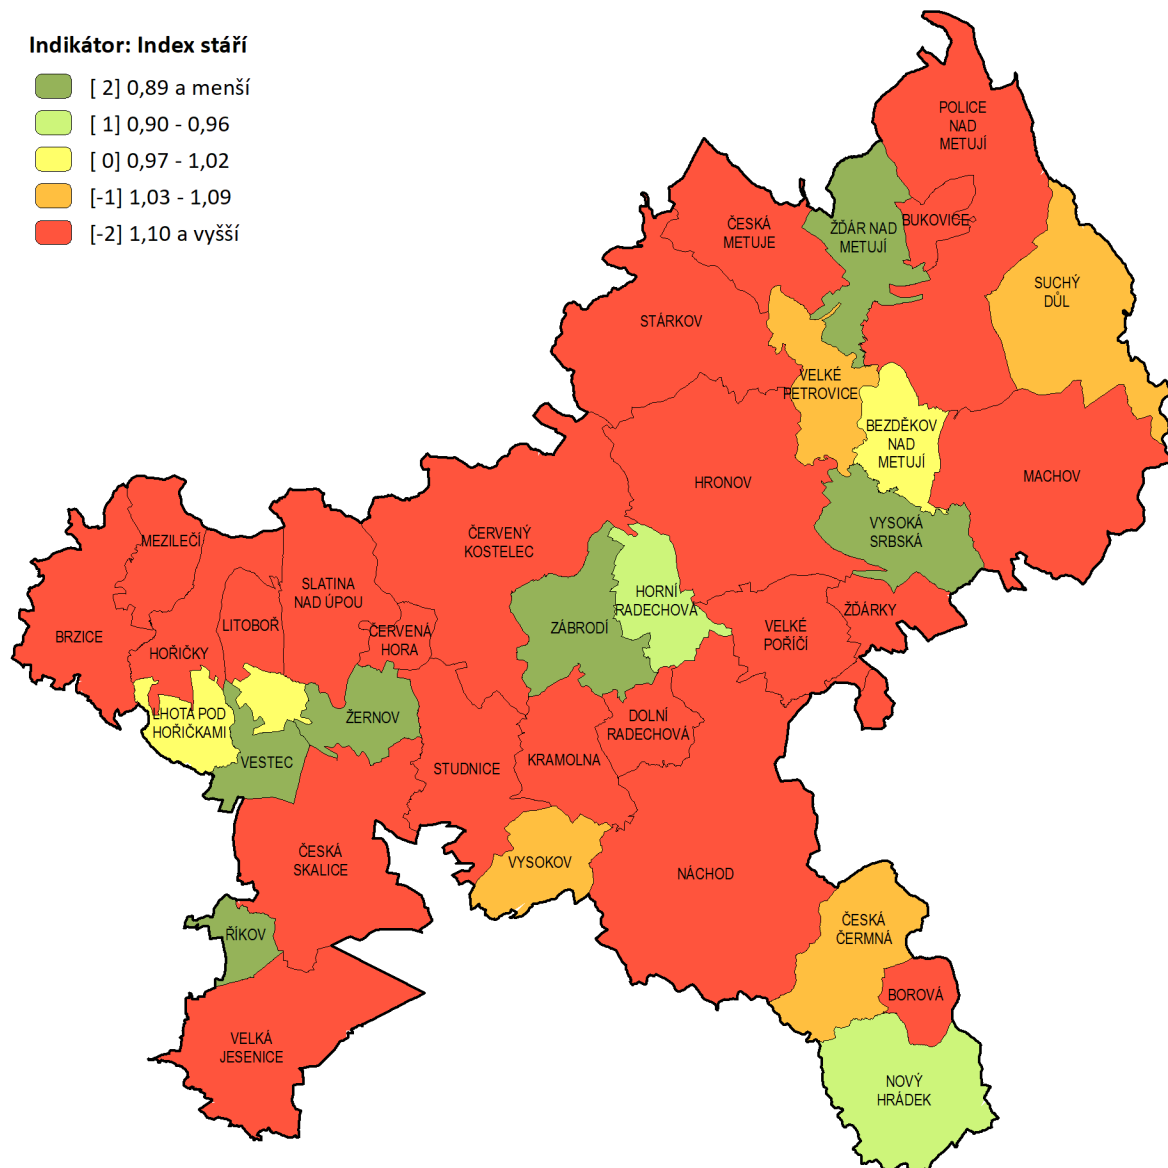 Indikátor: Index stáří
[ 2] 0,89 a menší
[ 1] 0,90 - 0,96
[ 0] 0,97 - 1,02
[-1] 1,03 - 1,09
[-2] 1,10 a vyšší
POLICE
NAD
METUJÍ
BUKOVICE
ČESKÁ
METUJE
ŽĎÁR NAD
METUJÍ
SUCHÝ
DŮL
STÁRKOV
VELKÉ
PETROVICE
BEZDĚKOV
NAD
METUJÍ
MACHOV
HRONOV
VYSOKÁ
SRBSKÁ
ČERVENÝ
KOSTELEC
MEZILEČÍ
SLATINA
NAD ÚPOU
HORNÍ
RADECHOVÁ
ŽĎÁRKY
BRZICE
LITOBOŘ
ČERVENÁ
HORA
ZÁBRODÍ
VELKÉ
POŘÍČÍ
HOŘIČKY
LHOTA POD
HOŘIČKAMI
ŽERNOV
DOLNÍ
RADECHOVÁ
VESTEC
STUDNICE
KRAMOLNA
ČESKÁ
SKALICE
VYSOKOV
NÁCHOD
ŘÍKOV
ČESKÁ
ČERMNÁ
BOROVÁ
VELKÁ
JESENICE
NOVÝ
HRÁDEK